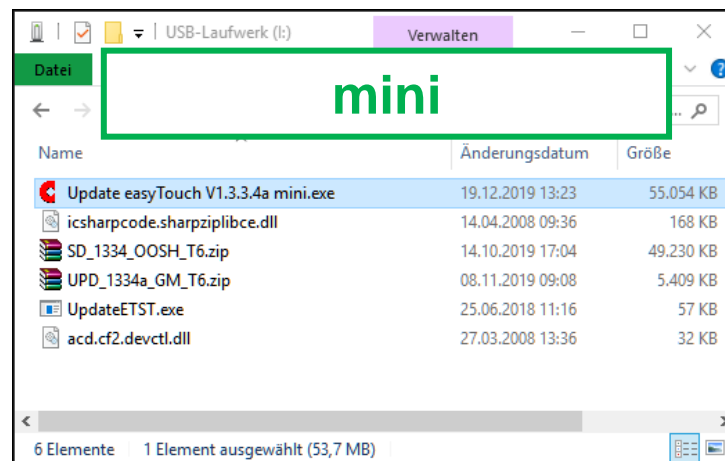 USB-Laufwerk (I:) Verwalten
Datei
mini
Name Änderungsdatum Größe
Update easyTouch V1.3.3.4a mini.exe 19.12.2019 13:23 55.054 KB
icsharpcode.sharpziplibce.dll 14.04.2008 09:36 168 KB
SD_1334_OOSH_T6.zip 14.10.2019 17:04 49.230 KB
UPD_1334a_GM_T6.zip 08.11.2019 09:08 5.409 KB
UpdateETST.exe 25.06.2018 11:16 57 KB
acd.cf2.devctl.dll 27.03.2008 13:36 32 KB
6 Elemente 1 Element ausgewählt (53,7 MB)